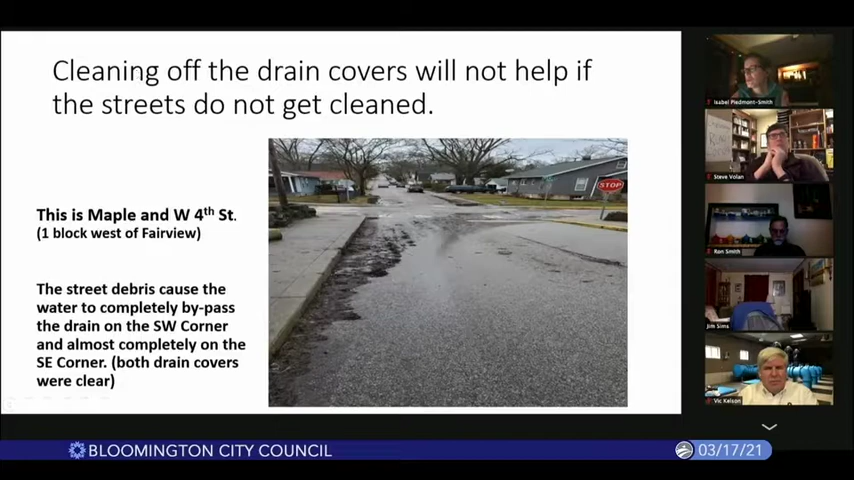 Cleaning off the drain covers will not help if
the streets do not get cleaned.
This is Maple and W 4th St.
(1 block west of Fairview)
The street debris cause the
water to completely by-pass
the drain on the SW Corner
and almost completely on the
SE Corner. (both drain covers
were clear)
STOP
Isabel Piedmont-Smith
Steve Volan
Ron Smith
Jim Sims
Vic Kelson
BLOOMINGTON CITY COUNCIL
03/17/21